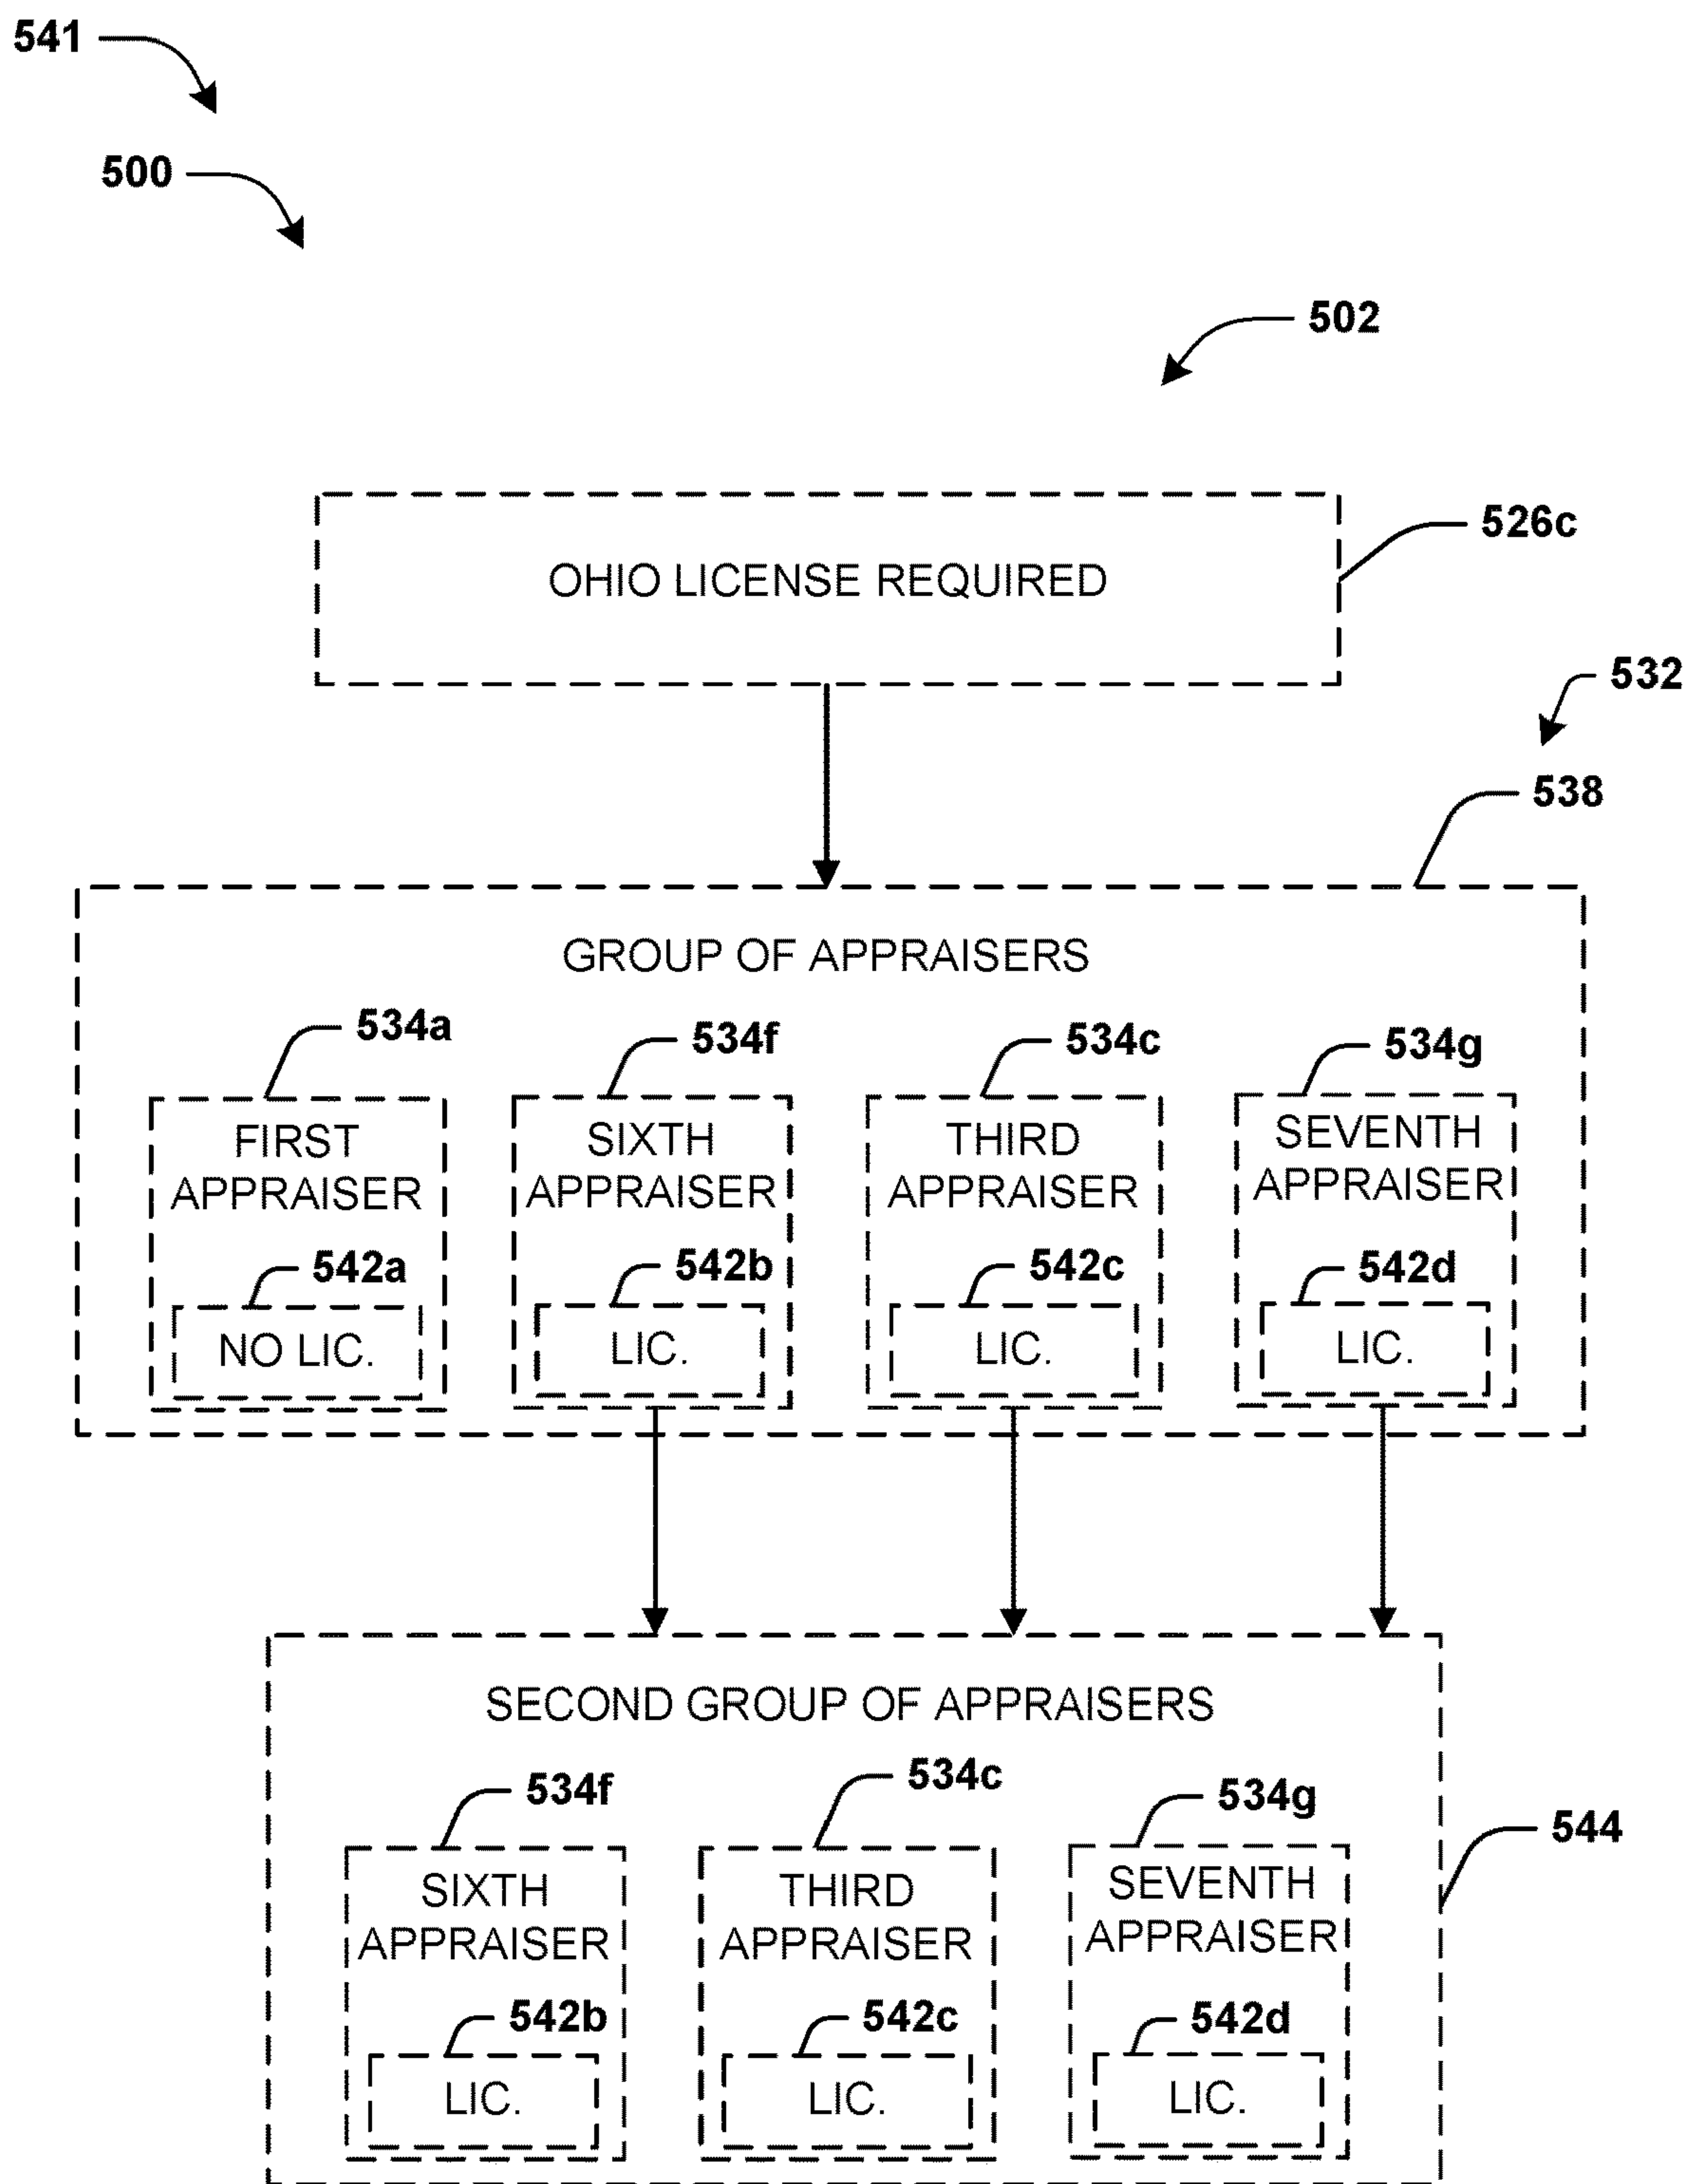 541
500
502
OHIO LICENSE REQUIRED
526c
532
538
GROUP OF APPRAISERS
534a
534f
534c
534g
FIRST
APPRAISER
SIXTH
APPRAISER
THIRD
APPRAISER
SEVENTH
APPRAISER
542a
542b
542c
542d
NO LIC.
LIC.
LIC.
LIC.
SECOND GROUP OF APPRAISERS
534f
534c
534g
544
SIXTH
APPRAISER
THIRD
APPRAISER
SEVENTH
APPRAISER
542b
542c
542d
LIC.
LIC.
LIC.